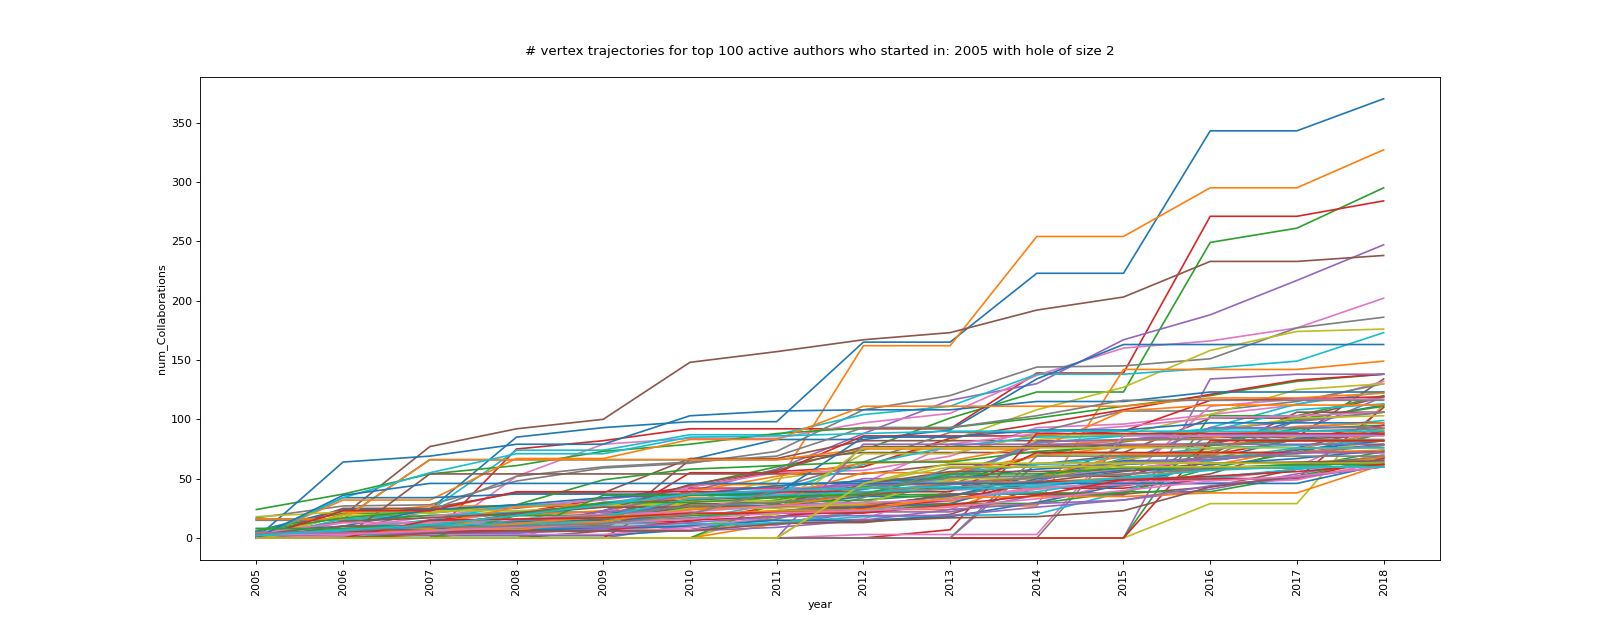 # vertex trajectories for top 100 active authors who started in: 2005 with hole of size 2
350
300
250
200
150
100
50
0
num_Collaborations
2005 2006 2007 2008 2009 2010 2011 2012 2013 2014 2015 2016 2017 2018
year